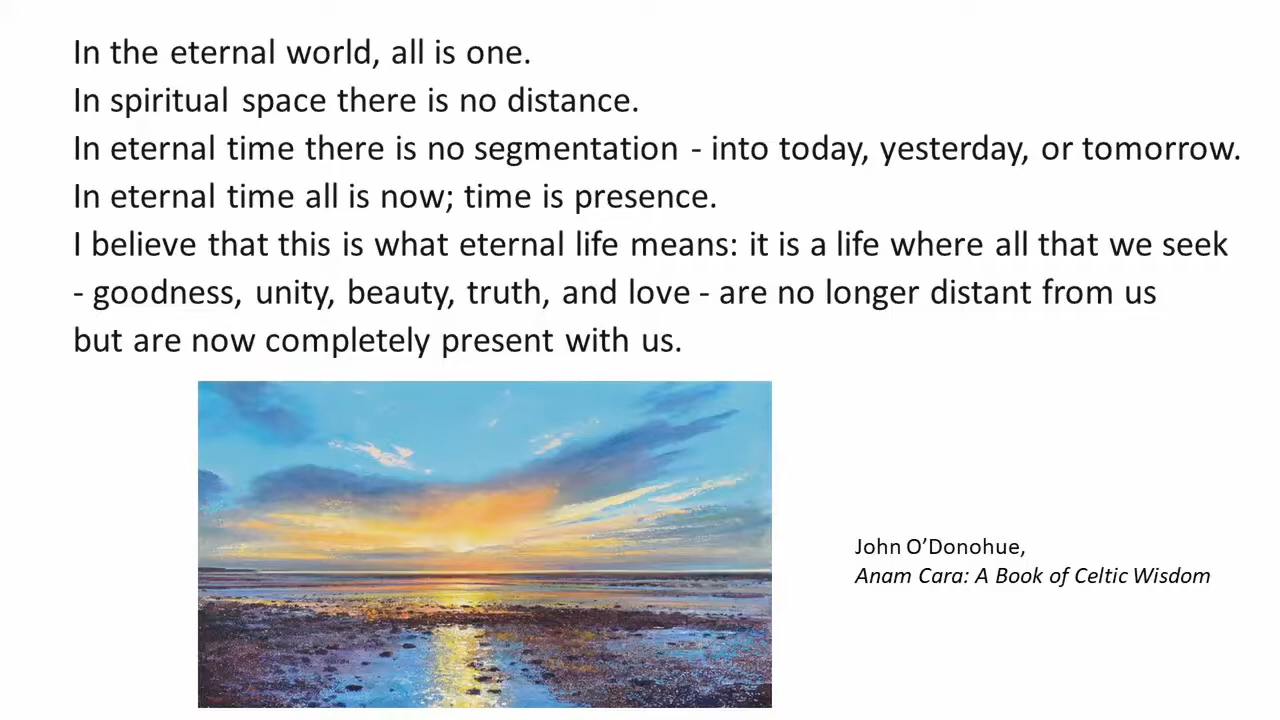 In the eternal world, all is one.
In spiritual space there is no distance.
In eternal time there is no segmentation - into today, yesterday, or tomorrow.
In eternal time all is now; time is presence.
I believe that this is what eternal life means: it is a life where all that we seek
- goodness, unity, beauty, truth, and love - are no longer distant from us
but are now completely present with us.
John O’Donohue,
Anam Cara: A Book of Celtic Wisdom